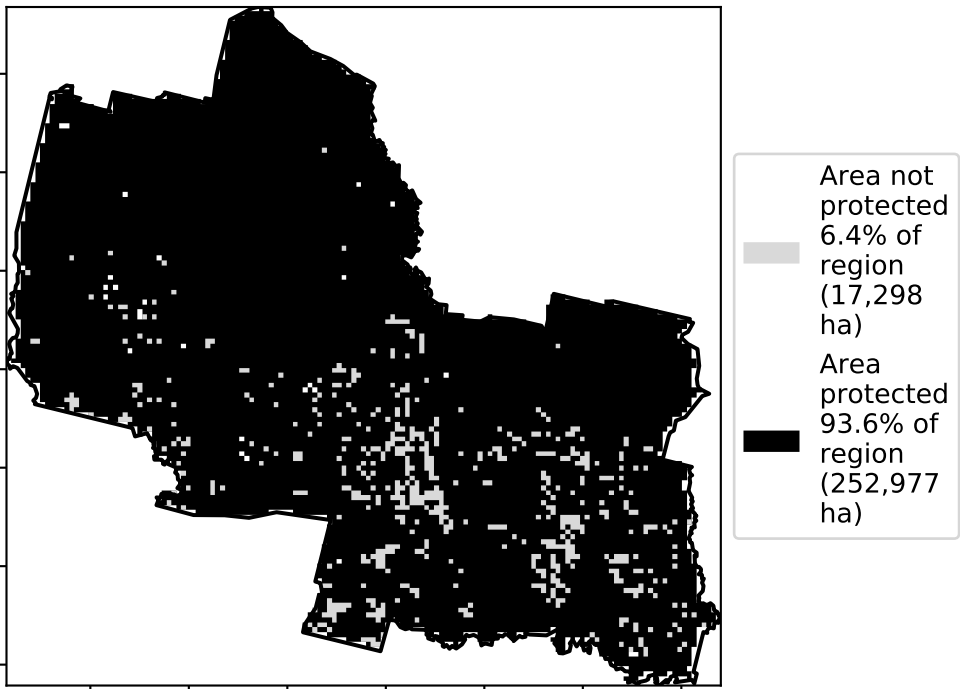 Area not
protected
6.4% of
region
(17,298
ha)
Area
protected
93.6% of
region
(252,977
ha)